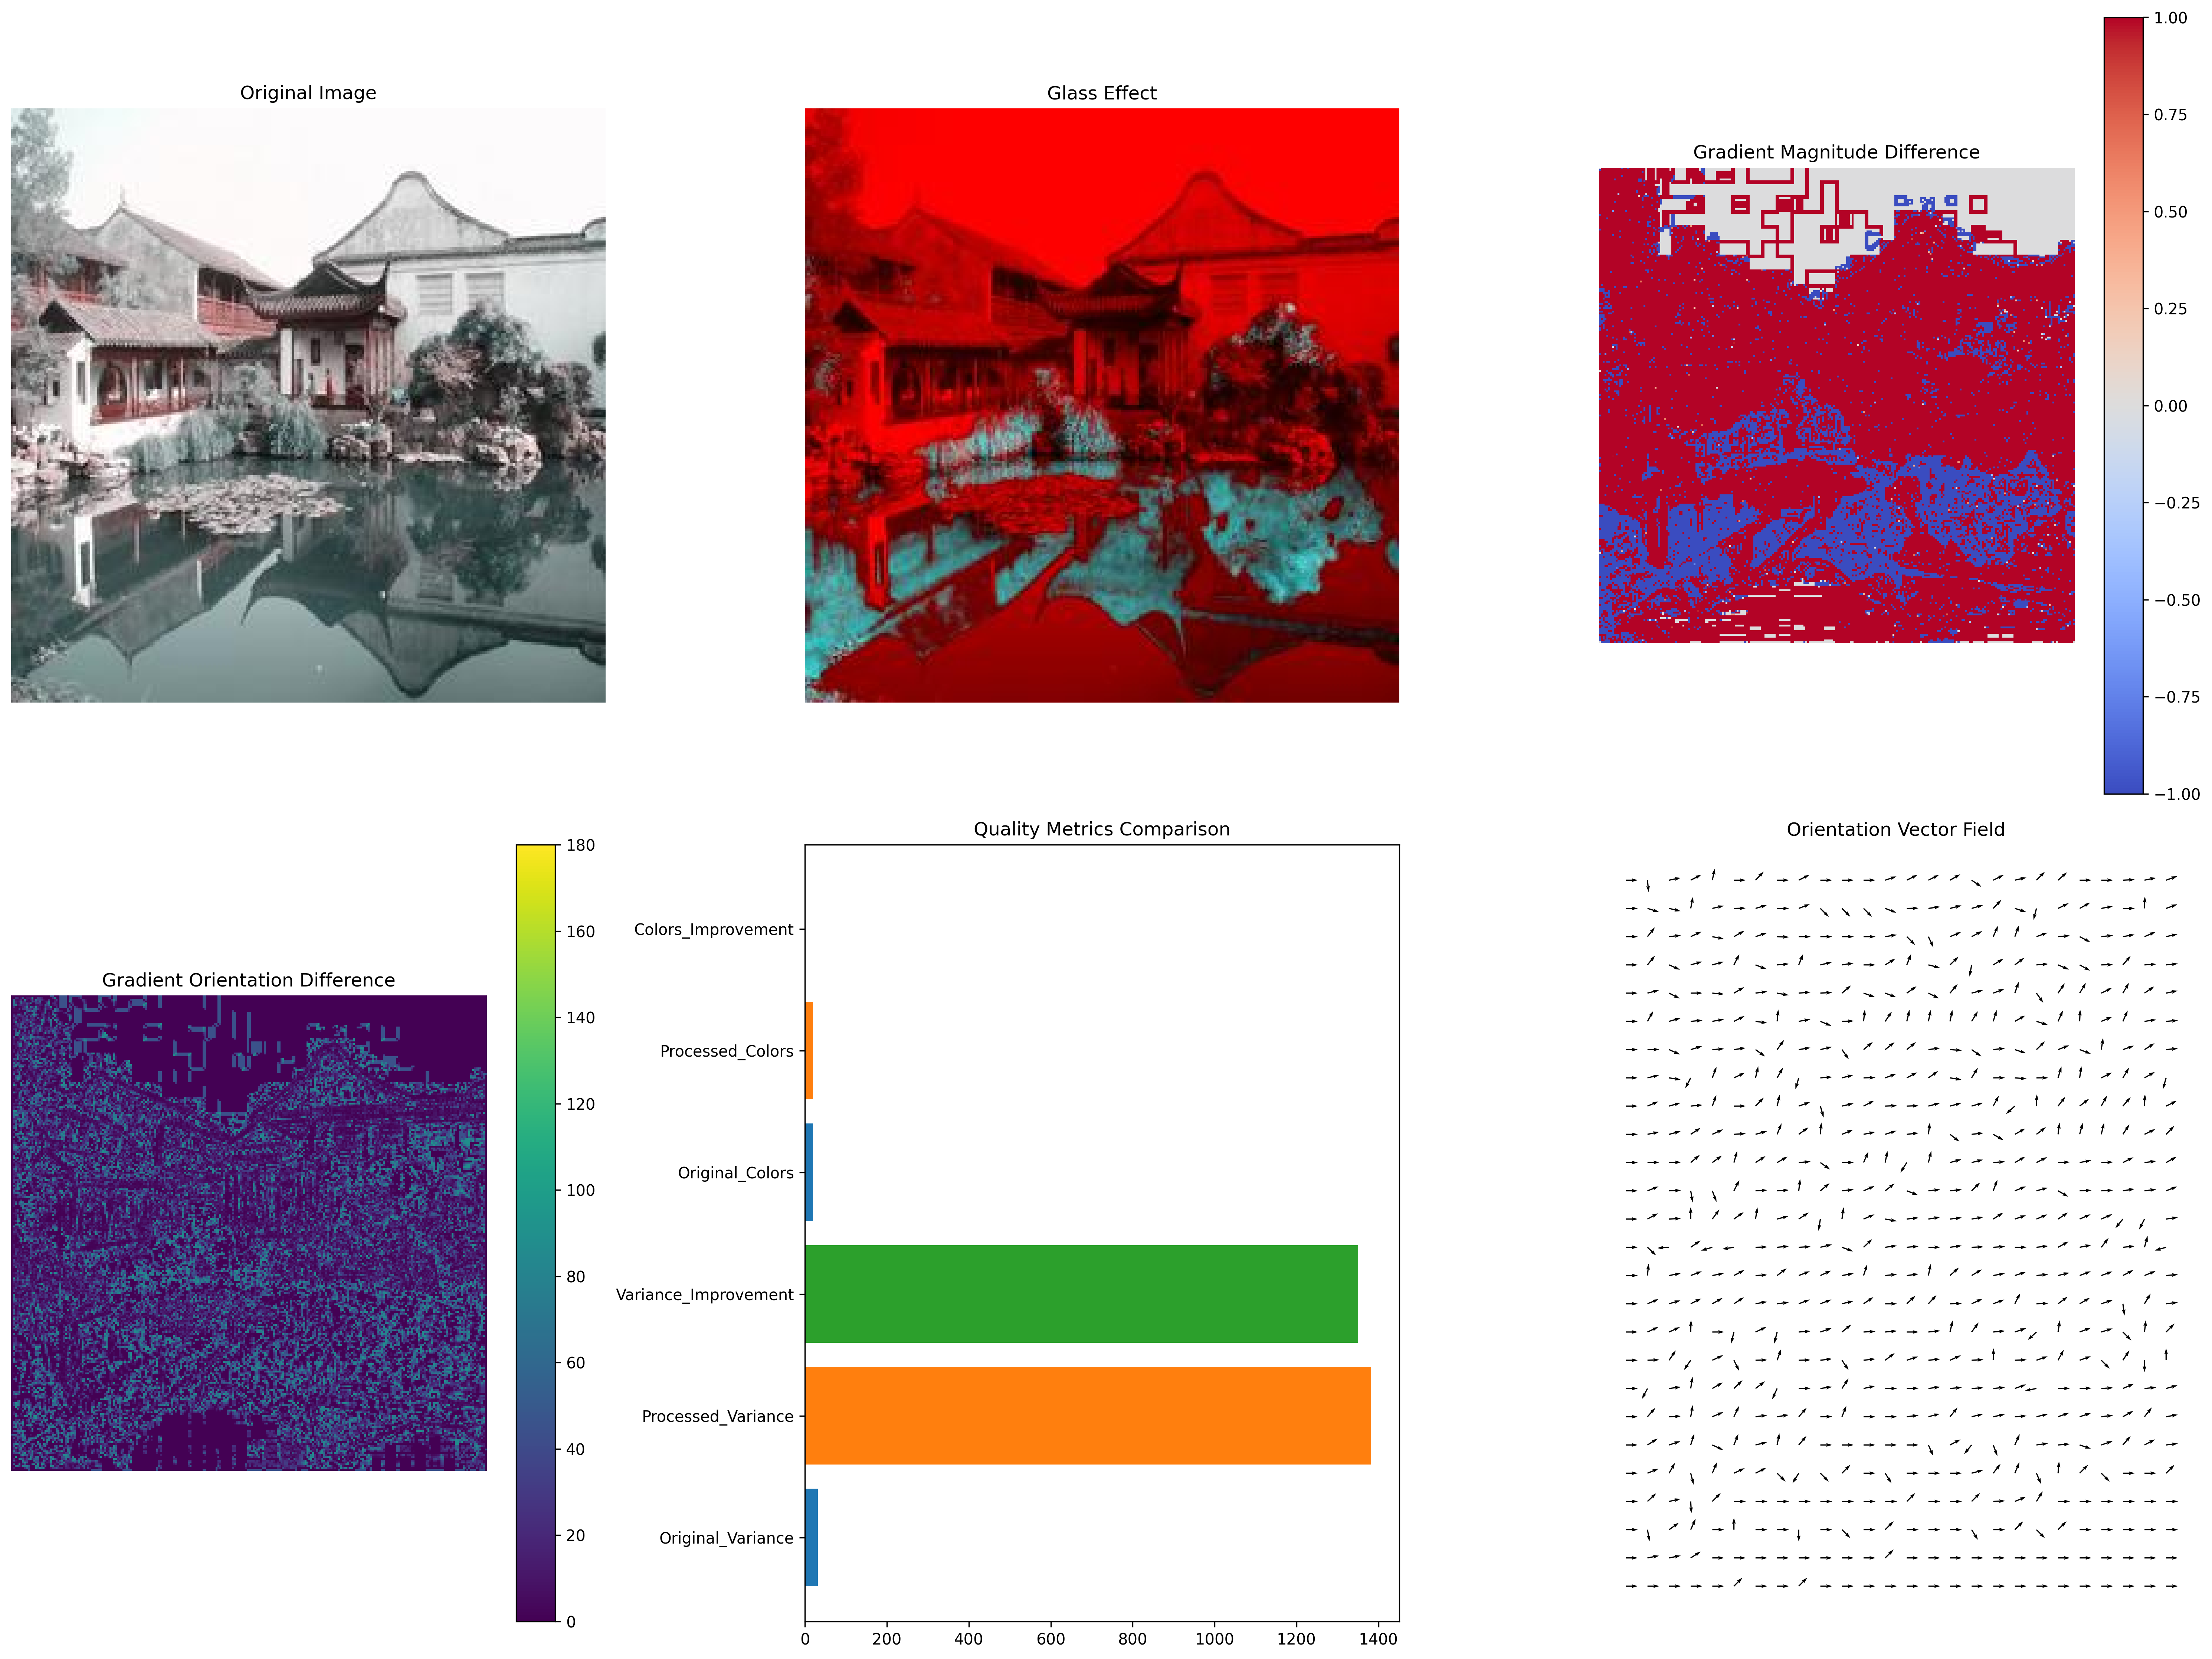 Original Image
Glass Effect
Gradient Magnitude Difference
1.00
0.75
0.50
0.25
0.00
−0.25
−0.50
−0.75
−1.00
Gradient Orientation Difference
180
160
140
120
100
80
60
40
20
0
Quality Metrics Comparison
Colors_Improvement
Processed_Colors
Original_Colors
Variance_Improvement
Processed_Variance
Original_Variance
0 200 400 600 800 1000 1200 1400
Orientation Vector Field